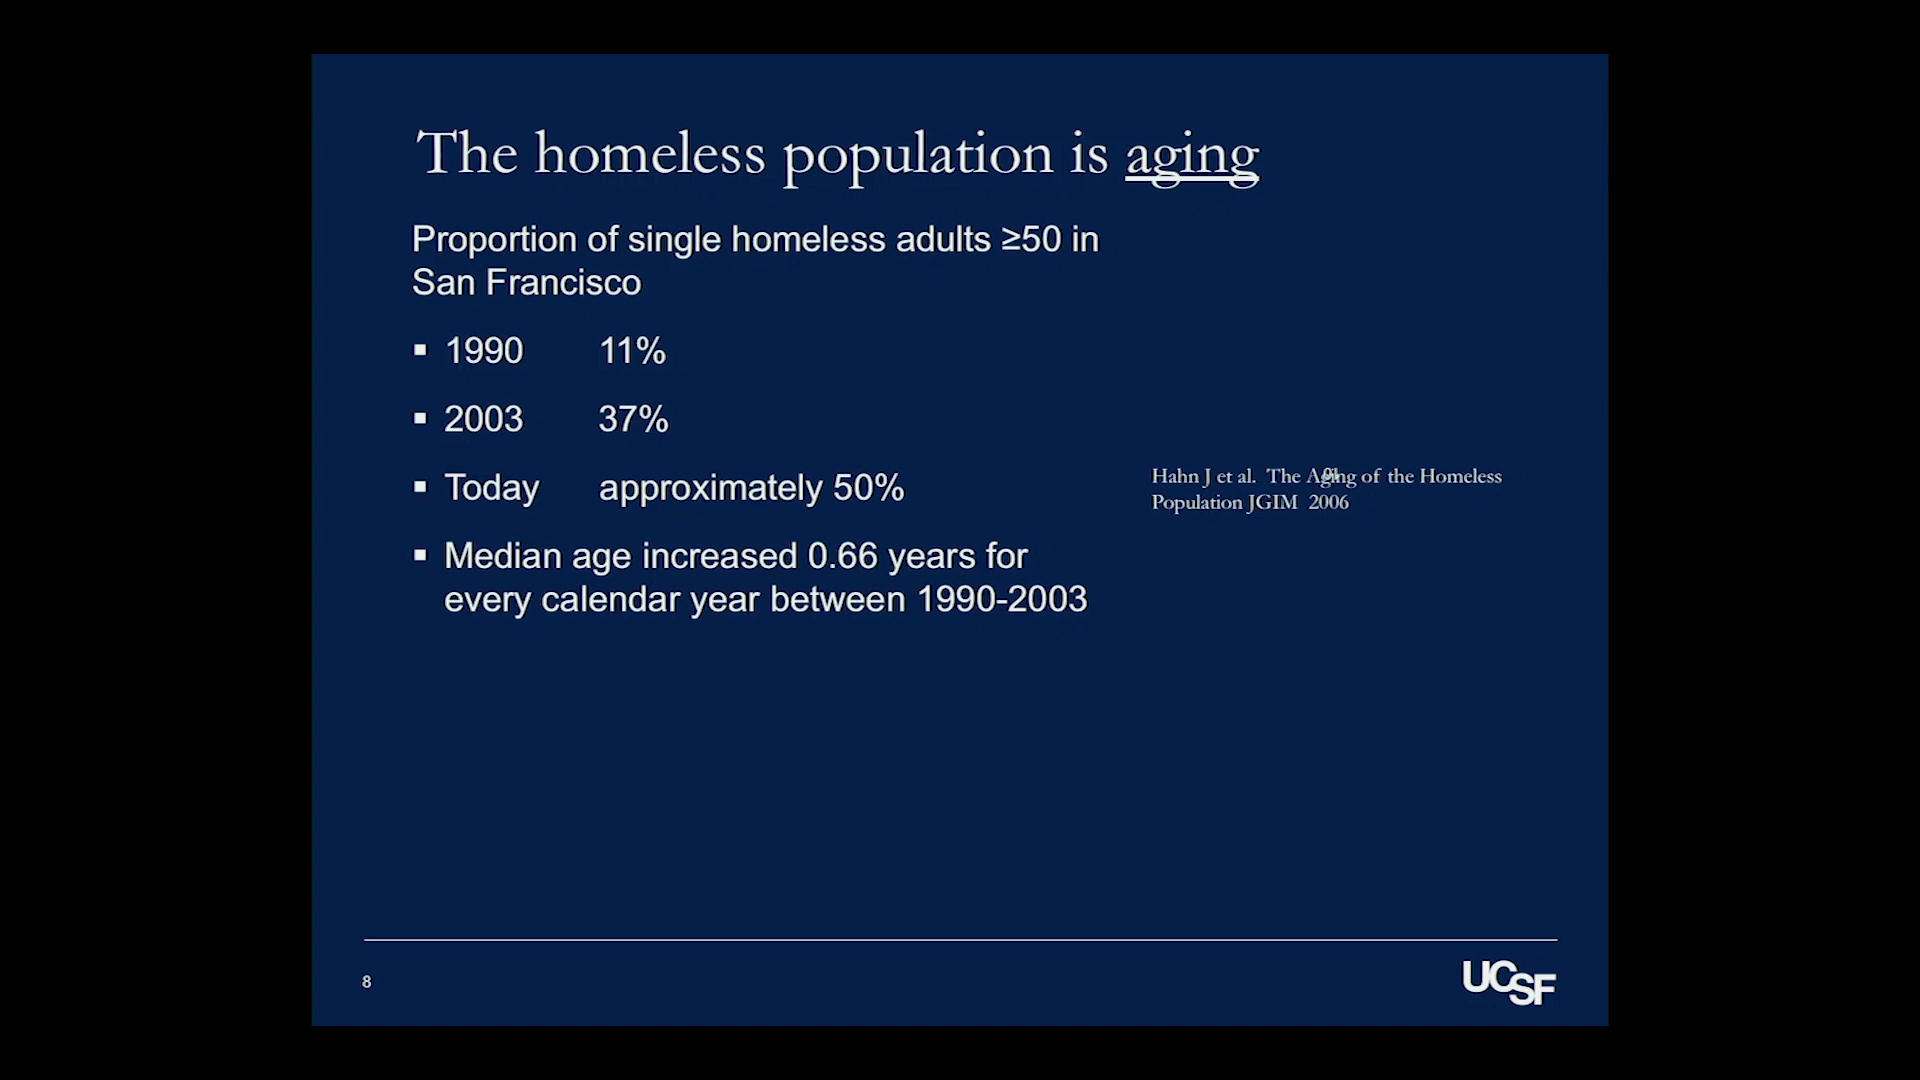 The homeless population is aging
Proportion of single homeless adults ≥50 in
San Francisco
▪ 1990 11%
▪ 2003 37%
▪ Today approximately 50%
▪ Median age increased 0.66 years for
every calendar year between 1990-2003
Hahn J et al. The Aging of the Homeless
Population JGIM 2006
8
UCSF